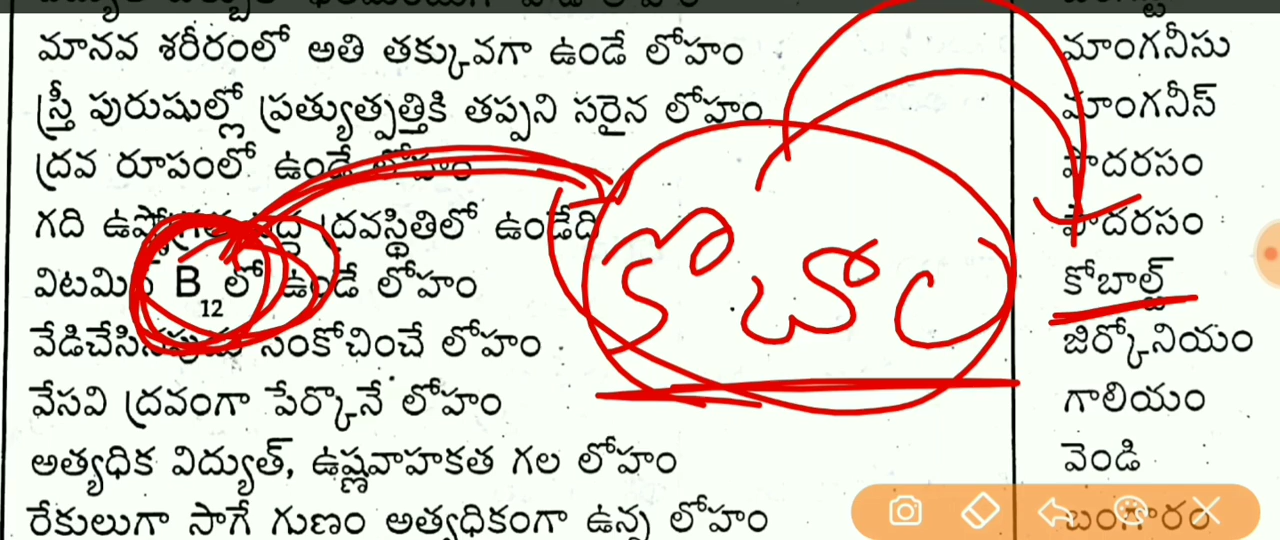 మానవ శరీరంలో అతి తక్కువగా ఉండే లోహం మాంగనీసు
స్త్రీ పురుషుల్లో ప్రత్యుత్పత్తికి తప్పని సరైన లోహం మాంగనీస్
ద్రవ రూపంలో ఉండే లోహం పాదరసం
గది ఉష్ణోగ్రత వద్ద ద్రవస్థితిలో ఉండేది పాదరసం
విటమిన్ B12 లో ఉండే లోహం కోబాల్ట్
వేడిచేసినపుడు సంకోచించే లోహం జిర్కోనియం
వేసవి ద్రవంగా పేర్కొనే లోహం గాలియం
అత్యధిక విద్యుత్, ఉష్ణవాహకత గల లోహం వెండి
రేకులుగా సాగే గుణం అత్యధికంగా ఉన్న లోహం బంగారం